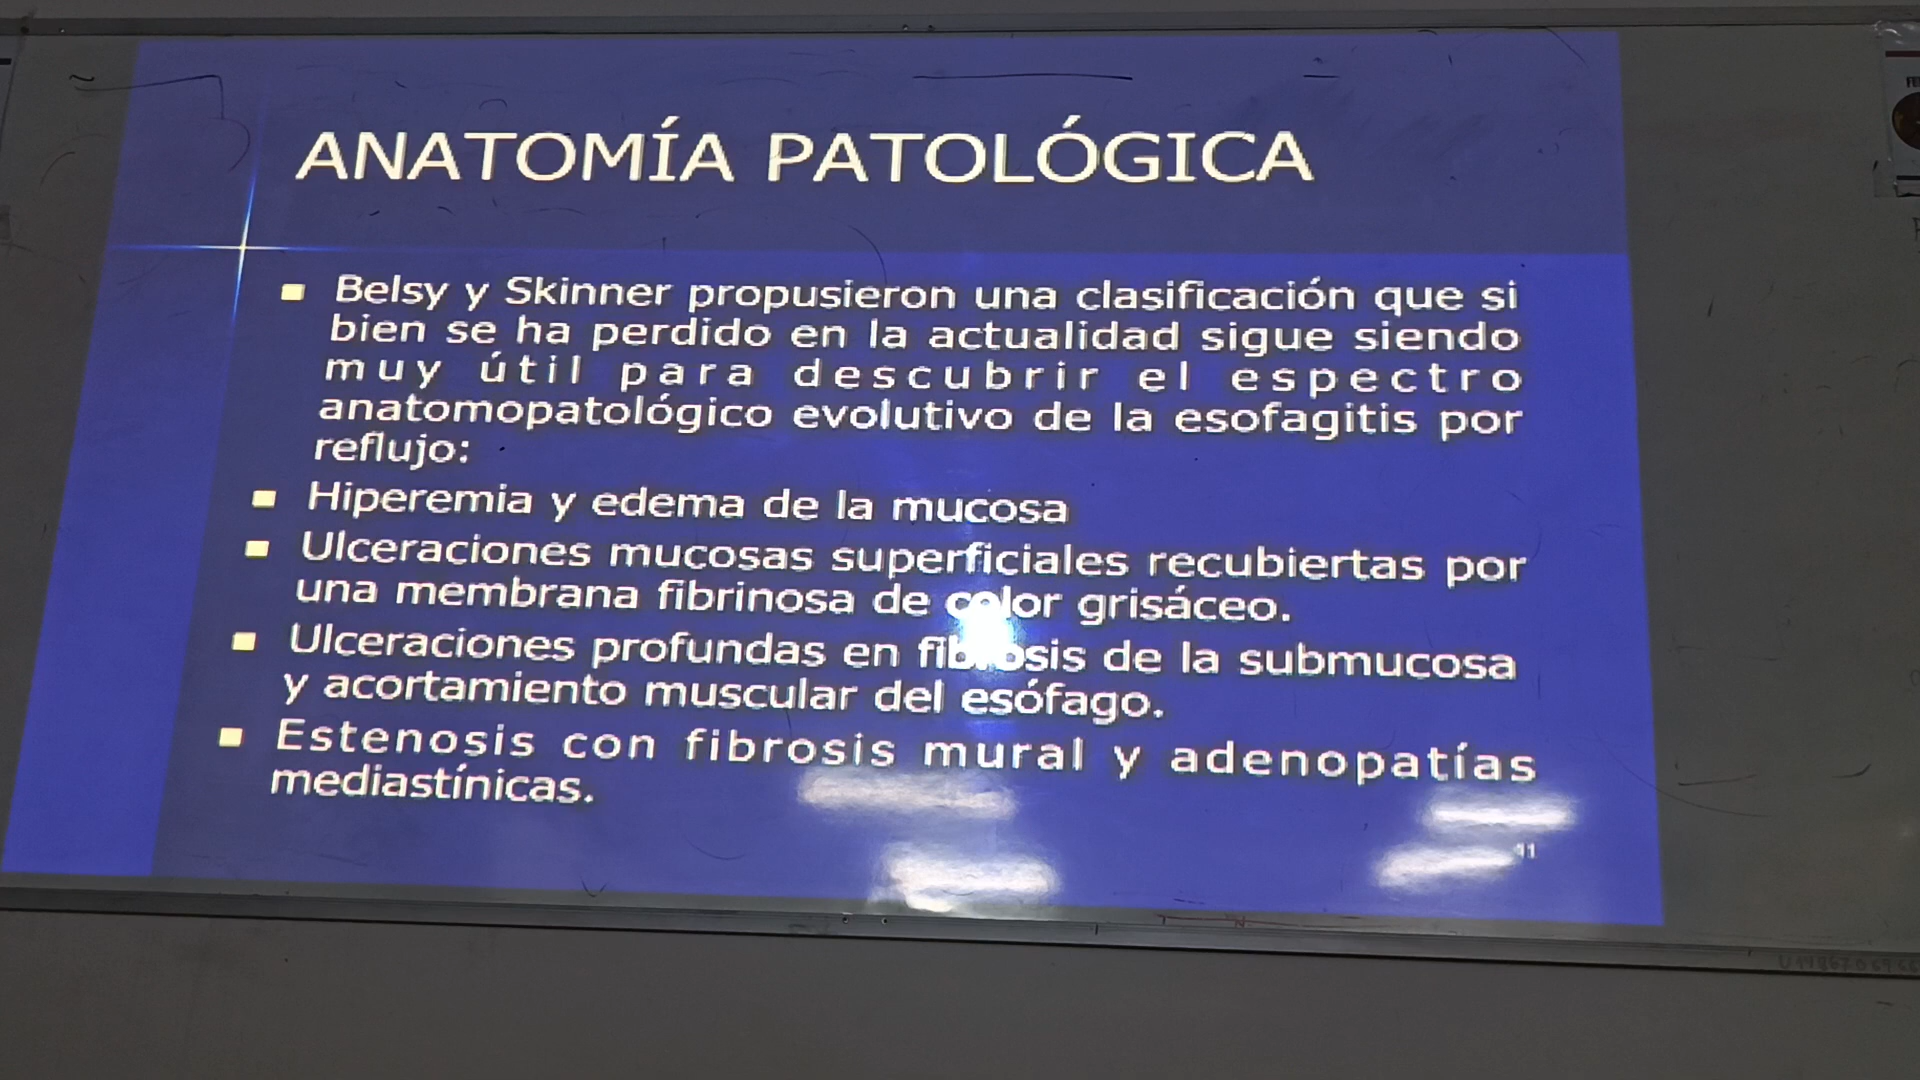 ANATOMÍA PATOLÓGICA
Belsy y Skinner propusieron una clasificación que si
bien se ha perdido en la actualidad sigue siendo
muy útil para descubrir el espectro
anatomopatológico evolutivo de la esofagitis por
reflujo:
Hiperemia y edema de la mucosa
Ulceraciones mucosas superficiales recubiertas por
una membrana fibrinosa de color grisáceo.
Ulceraciones profundas en fibrosis de la submucosa
y acortamiento muscular del esófago.
Estenosis con fibrosis mural y adenopatías
mediastínicas.
11